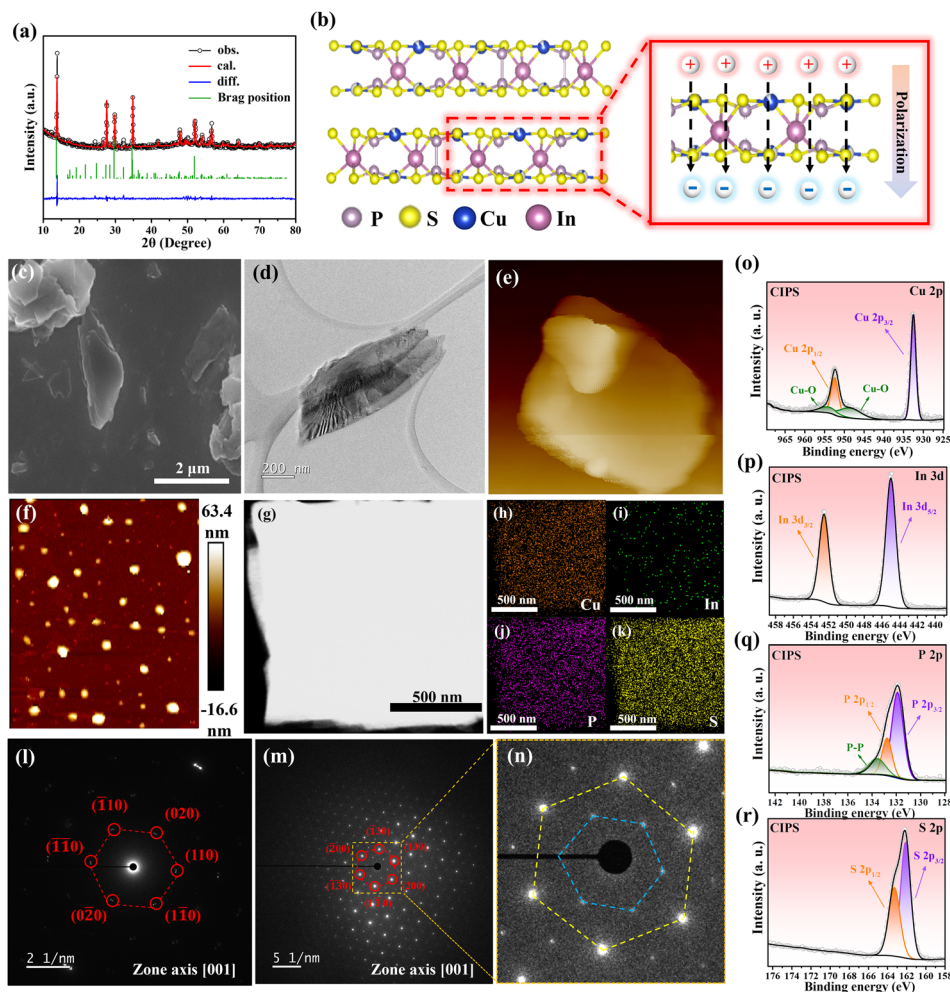 (a)
obs.
cal.
diff.
Brag position
Intensity (a.u.)
10 20 30 40 50 60 70 80
2θ (Degree)
(b)
P S Cu In
+ + + + +
− − − − −
Polarization
(c)
2 μm
(d)
200 nm
(e)
(f)
63.4
nm
-16.6
nm
(g)
500 nm
(h)
500 nm
Cu
(i)
500 nm
In
(j)
500 nm
P
(k)
500 nm
S
(l)
(1̅10)
(020)
(1̅1̅0)
(110)
(02̅0)
(11̅0)
2 1/nm
Zone axis [001]
(m)
5 1/nm
Zone axis [001]
(n)
(o)
CIPS
Cu 2p
Cu 2p3/2
Cu 2p1/2
Cu-O
Cu-O
Intensity (a. u.)
965 960 955 950 945 940 935 930 925
Binding energy (eV)
(p)
CIPS
In 3d
In 3d3/2
In 3d5/2
Intensity (a. u.)
458 456 454 452 450 448 446 444 442 440
Binding energy (eV)
(q)
CIPS
P 2p
P 2p1/2
P 2p3/2
P-P
Intensity (a.u.)
142 140 138 136 134 132 130 128
Binding energy (eV)
(r)
CIPS
S 2p
S 2p1/2
S 2p3/2
Intensity (a. u.)
176 174 172 170 168 166 164 162 160 158
Binding energy (eV)